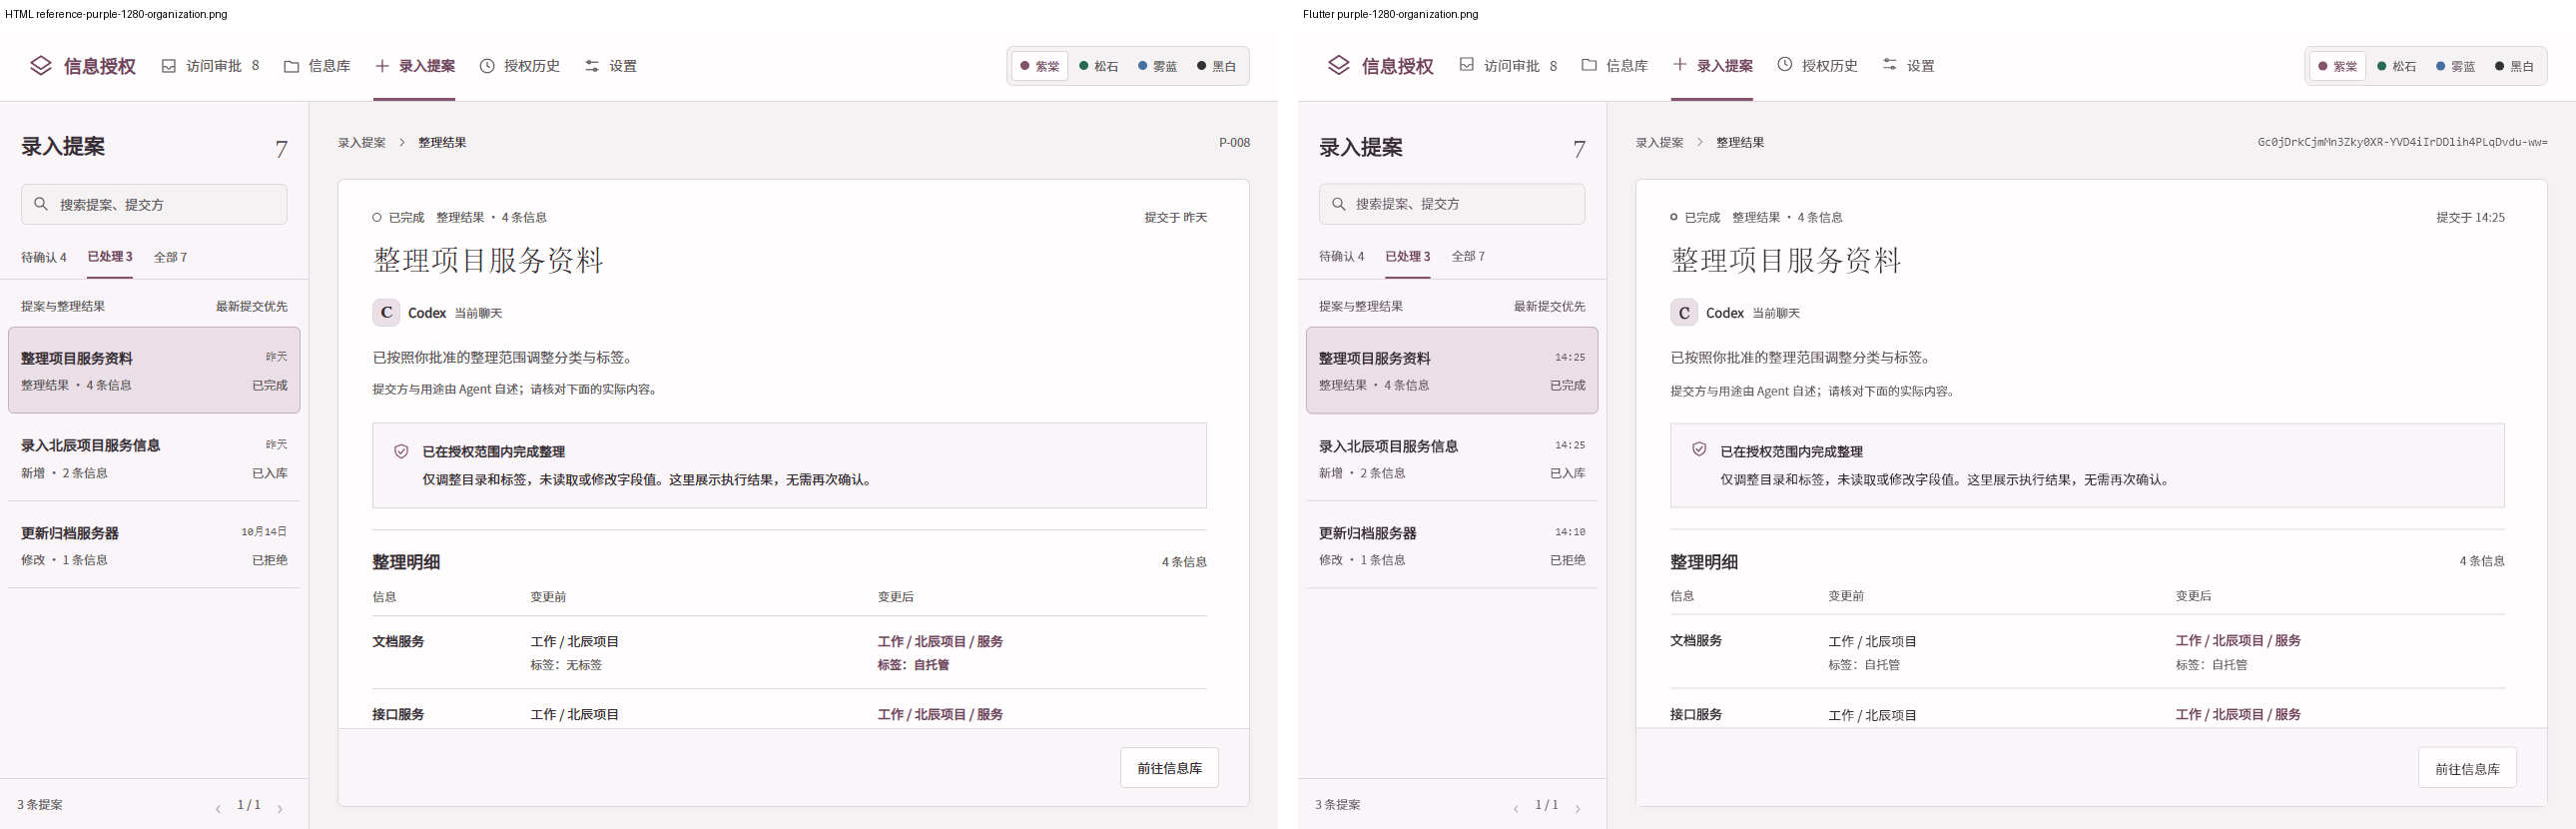 HTML reference-purple-1280-organization.png
信息授权 访问审批 8 信息库 录入提案 授权历史 设置 紫棠 松石 雾蓝 黑白
录入提案 7
搜索提案、提交方
待确认 4 已处理 3 全部 7
提案与整理结果 最新提交优先
整理项目服务资料 昨天
整理结果 · 4 条信息 已完成
录入北辰项目服务信息 昨天
新增 · 2 条信息 已入库
更新归档服务器 10月14日
修改 · 1 条信息 已拒绝
3 条提案 ‹ 1 / 1 ›
录入提案 > 整理结果 P-008
已完成 整理结果 · 4 条信息 提交于 昨天
整理项目服务资料
C Codex 当前聊天
已按照你批准的整理范围调整分类与标签。
提交方与用途由 Agent 自述；请核对下面的实际内容。
已在授权范围内完成整理
仅调整目录和标签，未读取或修改字段值。这里展示执行结果，无需再次确认。
整理明细 4 条信息
信息 变更前 变更后
文档服务 工作 / 北辰项目 工作 / 北辰项目 / 服务
标签：无标签 标签：自托管
接口服务 工作 / 北辰项目 工作 / 北辰项目 / 服务
前往信息库
Flutter purple-1280-organization.png
信息授权 访问审批 8 信息库 录入提案 授权历史 设置 紫棠 松石 雾蓝 黑白
录入提案 7
搜索提案、提交方
待确认 4 已处理 3 全部 7
提案与整理结果 最新提交优先
整理项目服务资料 14:25
整理结果 · 4 条信息 已完成
录入北辰项目服务信息 14:25
新增 · 2 条信息 已入库
更新归档服务器 14:10
修改 · 1 条信息 已拒绝
3 条提案 ‹ 1 / 1 ›
录入提案 > 整理结果 Gc0jDrkCjmMn3Zky0XR-YVD4iIrDDlih4PLqDvdu-ww=
已完成 整理结果 · 4 条信息 提交于 14:25
整理项目服务资料
C Codex 当前聊天
已按照你批准的整理范围调整分类与标签。
提交方与用途由 Agent 自述；请核对下面的实际内容。
已在授权范围内完成整理
仅调整目录和标签，未读取或修改字段值。这里展示执行结果，无需再次确认。
整理明细 4 条信息
信息 变更前 变更后
文档服务 工作 / 北辰项目 工作 / 北辰项目 / 服务
标签：自托管 标签：自托管
接口服务 工作 / 北辰项目 工作 / 北辰项目 / 服务
前往信息库